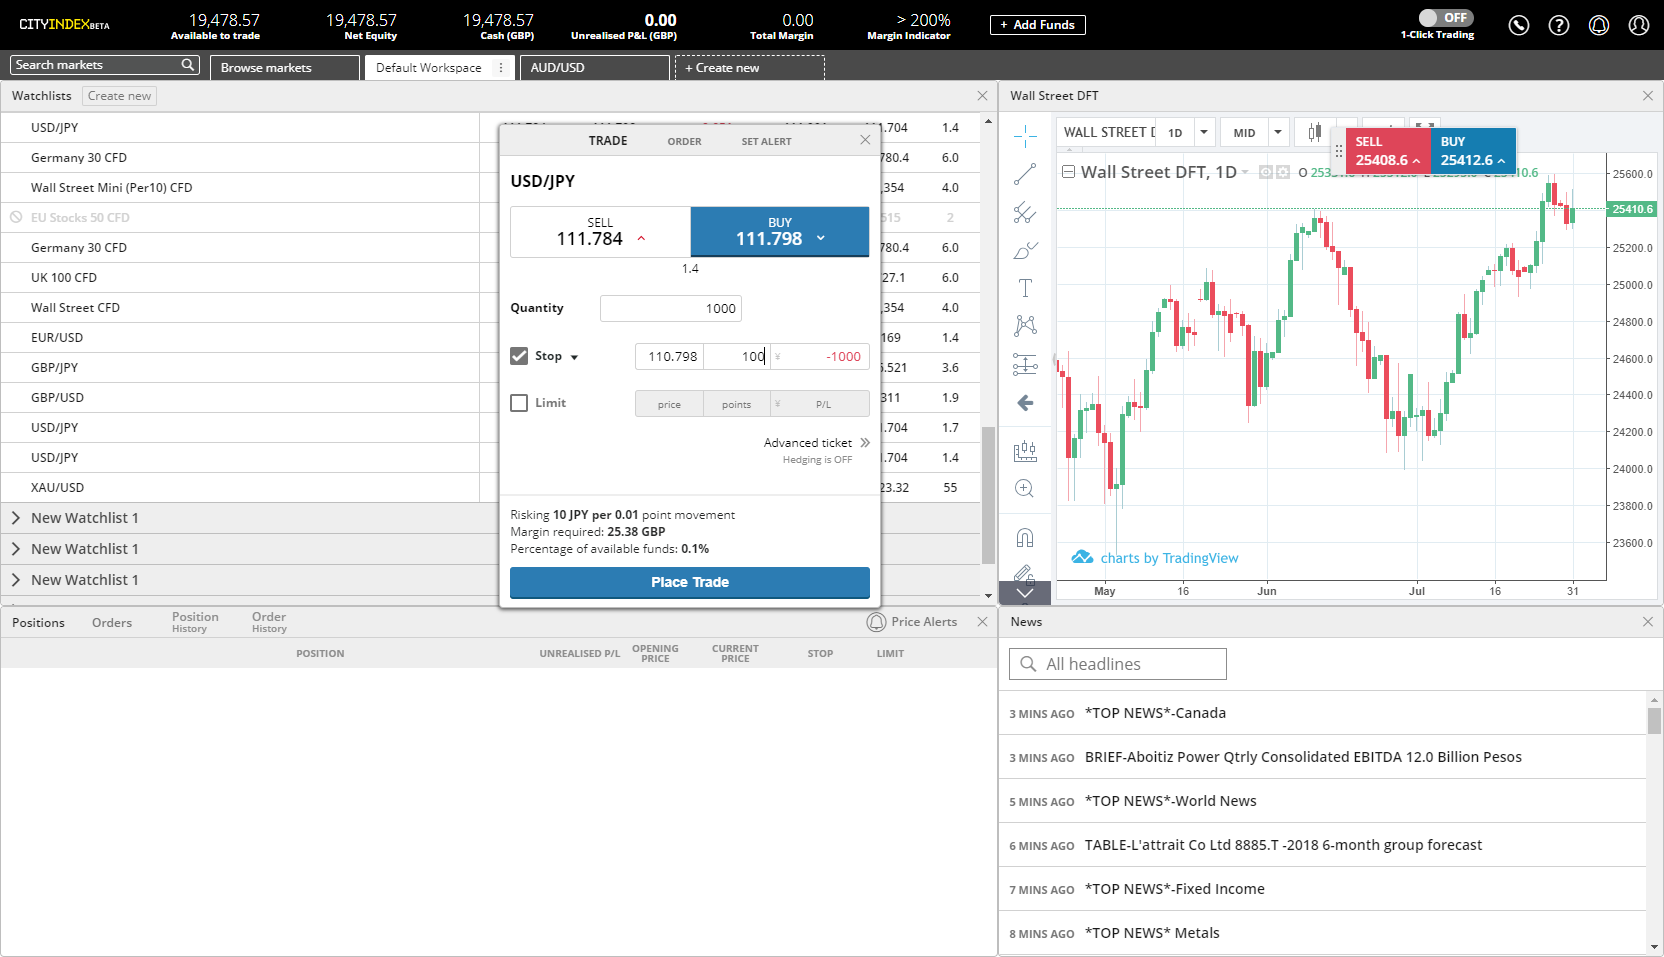 CITYINDEX BETA
19,478.57
Available to trade
19,478.57
Net Equity
19,478.57
Cash (GBP)
0.00
Unrealised P&L (GBP)
0.00
Total Margin
> 200%
Margin Indicator
+ Add Funds
OFF
1-Click Trading
Search markets
Browse markets
Default Workspace
AUD/USD
+ Create new
Watchlists
Create new
USD/JPY .704 1.4
Germany 30 CFD 780.4 6.0
Wall Street Mini (Per10) CFD ,354 4.0
EU Stocks 50 CFD 515 2
Germany 30 CFD 780.4 6.0
UK 100 CFD 27.1 6.0
Wall Street CFD ,354 4.0
EUR/USD 169 1.4
GBP/JPY .521 3.6
GBP/USD 311 1.9
USD/JPY .704 1.7
USD/JPY .704 1.4
XAU/USD 23.32 55
New Watchlist 1
New Watchlist 1
New Watchlist 1
TRADE
ORDER
SET ALERT
USD/JPY
SELL
111.784
BUY
111.798
1.4
Quantity
1000
Stop
110.798
100
¥
-1000
Limit
price
points
¥
P/L
Advanced ticket
Hedging is OFF
Risking 10 JPY per 0.01 point movement
Margin required: 25.38 GBP
Percentage of available funds: 0.1%
Place Trade
Wall Street DFT
WALL STREET D
1D
MID
SELL
25408.6
BUY
25412.6
Wall Street DFT, 1D
25600.0
25410.6
25200.0
25000.0
24800.0
24600.0
24400.0
24200.0
24000.0
23800.0
23600.0
charts by TradingView
May
16
Jun
Jul
16
31
Positions
Orders
Position
History
Order
History
Price Alerts
POSITION
UNREALISED P/L
OPENING
PRICE
CURRENT
PRICE
STOP
LIMIT
News
All headlines
3 MINS AGO *TOP NEWS*-Canada
3 MINS AGO BRIEF-Aboitiz Power Qtrly Consolidated EBITDA 12.0 Billion Pesos
5 MINS AGO *TOP NEWS*-World News
6 MINS AGO TABLE-L'attrait Co Ltd 8885.T -2018 6-month group forecast
7 MINS AGO *TOP NEWS*-Fixed Income
8 MINS AGO *TOP NEWS* Metals